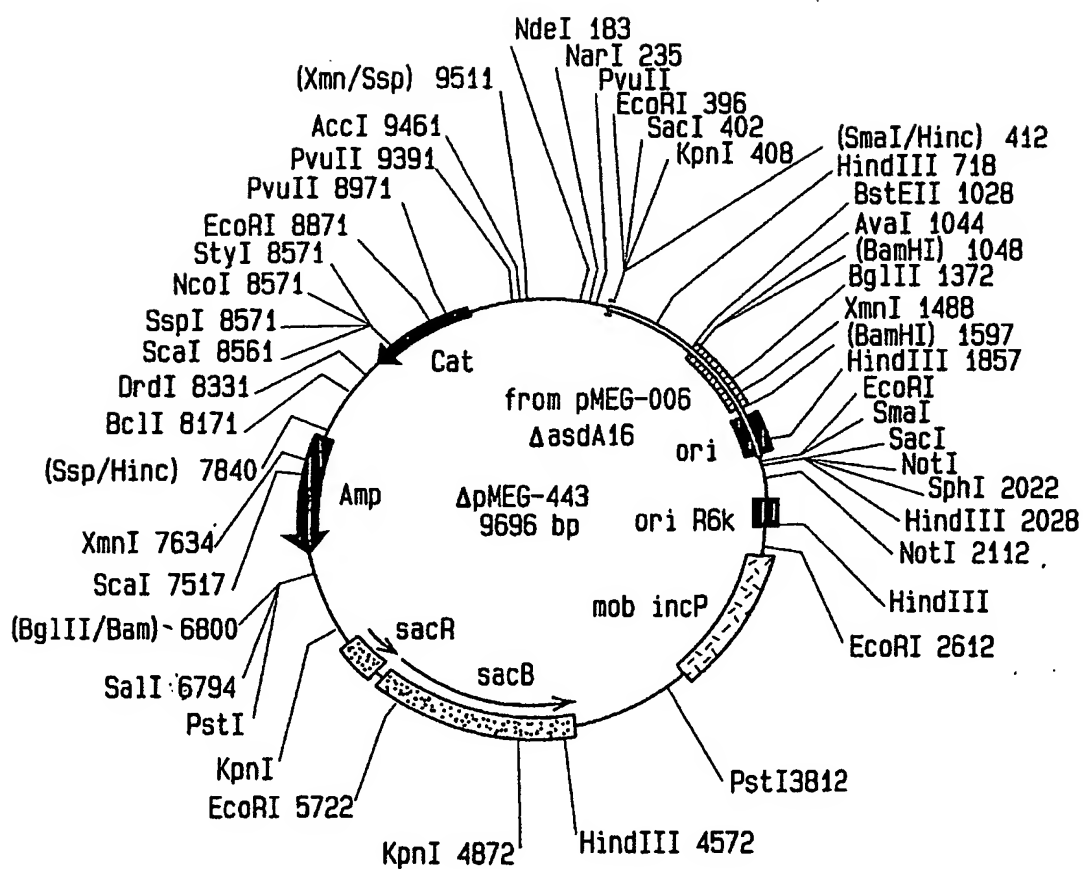 NdeI 183
NarI 235
PvuII
EcoRI 396
SacI 402
KpnI 408
(SmaI/Hinc) 412
HindIII 718
BstEII 1028
AvaI 1044
(BamHI) 1048
BglII 1372
XmnI 1488
(BamHI) 1597
HindIII 1857
EcoRI
SmaI
SacI
NotI
SphI 2022
HindIII 2028
NotI 2112
HindIII
EcoRI 2612
PstI3812
HindIII 4572
KpnI 4872
EcoRI 5722
KpnI
PstI
SalI 6794
(BglII/Bam)-6800
ScaI 7517
XmnI 7634
(Ssp/Hinc) 7840
BclI 8171
DrdI 8331
ScaI 8561
SspI 8571
NcoI 8571
StyI 8571
EcoRI 8871
PvuII 8971
PvuII 9391
AccI 9461
(Xmn/Ssp) 9511
Cat
from pMEG-006
ΔasdA16
ori
Amp
ΔpMEG-443
9696 bp
ori R6k
mob incP
sacR
sacB